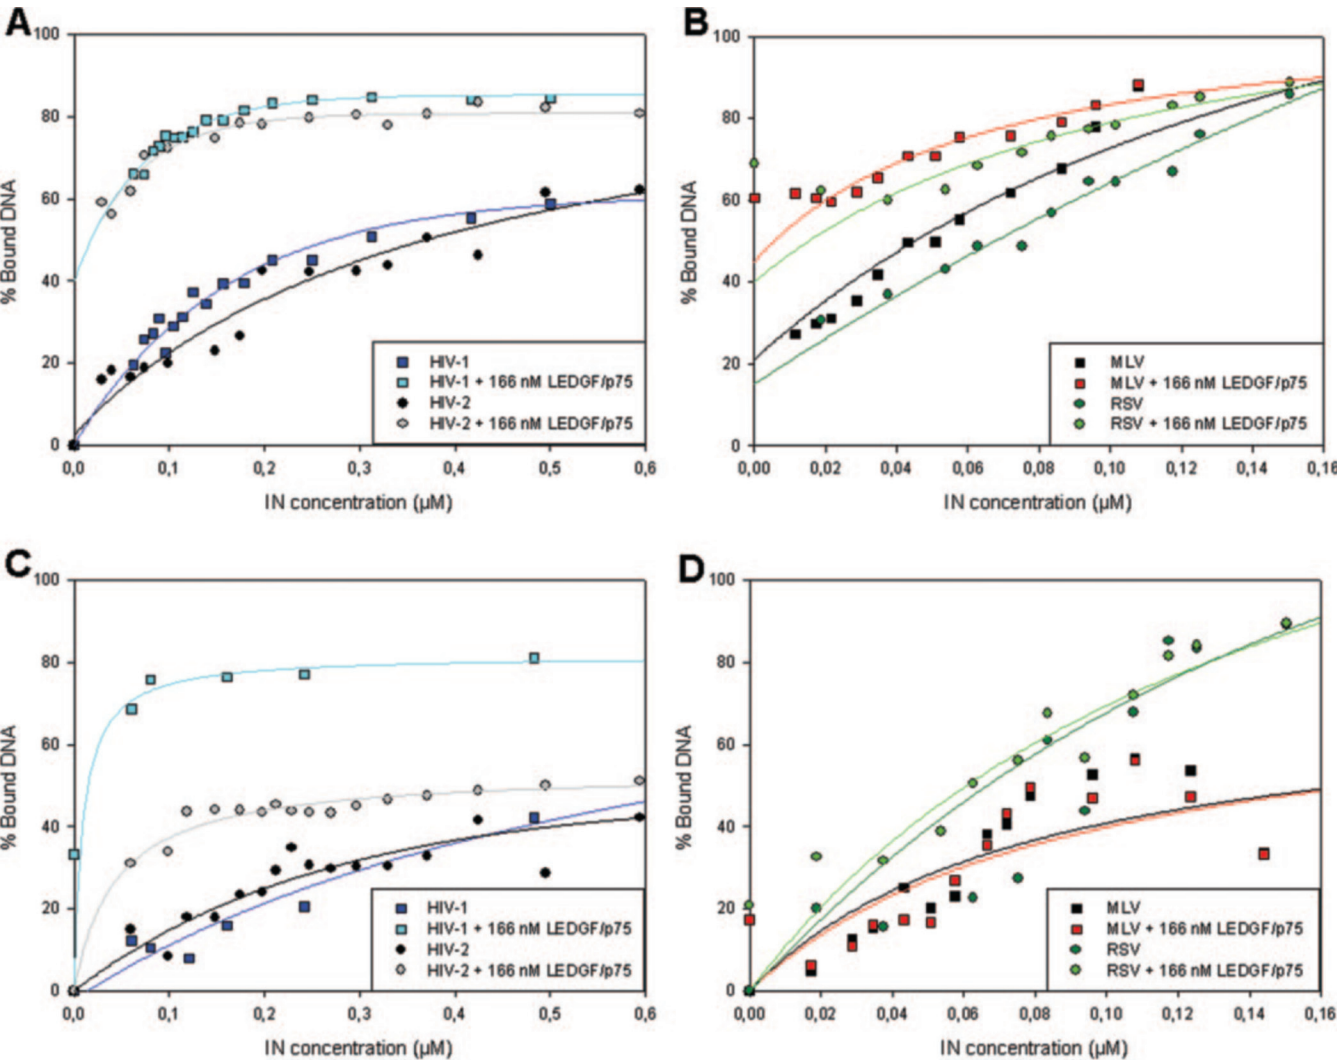 A
100
80
60
40
20
0
% Bound DNA
HIV-1
HIV-1 + 166 nM LEDGF/p75
HIV-2
HIV-2 + 166 nM LEDGF/p75
0,0 0,1 0,2 0,3 0,4 0,5 0,6
IN concentration (µM)
B
100
80
60
40
20
0
% Bound DNA
MLV
MLV + 166 nM LEDGF/p75
RSV
RSV + 166 nM LEDGF/p75
0,00 0,02 0,04 0,06 0,08 0,10 0,12 0,14 0,16
IN concentration (µM)
C
100
80
60
40
20
0
% Bound DNA
HIV-1
HIV-1 + 166 nM LEDGF/p75
HIV-2
HIV-2 + 166 nM LEDGF/p75
0,0 0,1 0,2 0,3 0,4 0,5 0,6
IN concentration (µM)
D
100
80
60
40
20
0
% Bound DNA
MLV
MLV + 166 nM LEDGF/p75
RSV
RSV + 166 nM LEDGF/p75
0,00 0,02 0,04 0,06 0,08 0,10 0,12 0,14 0,16
IN concentration (µM)